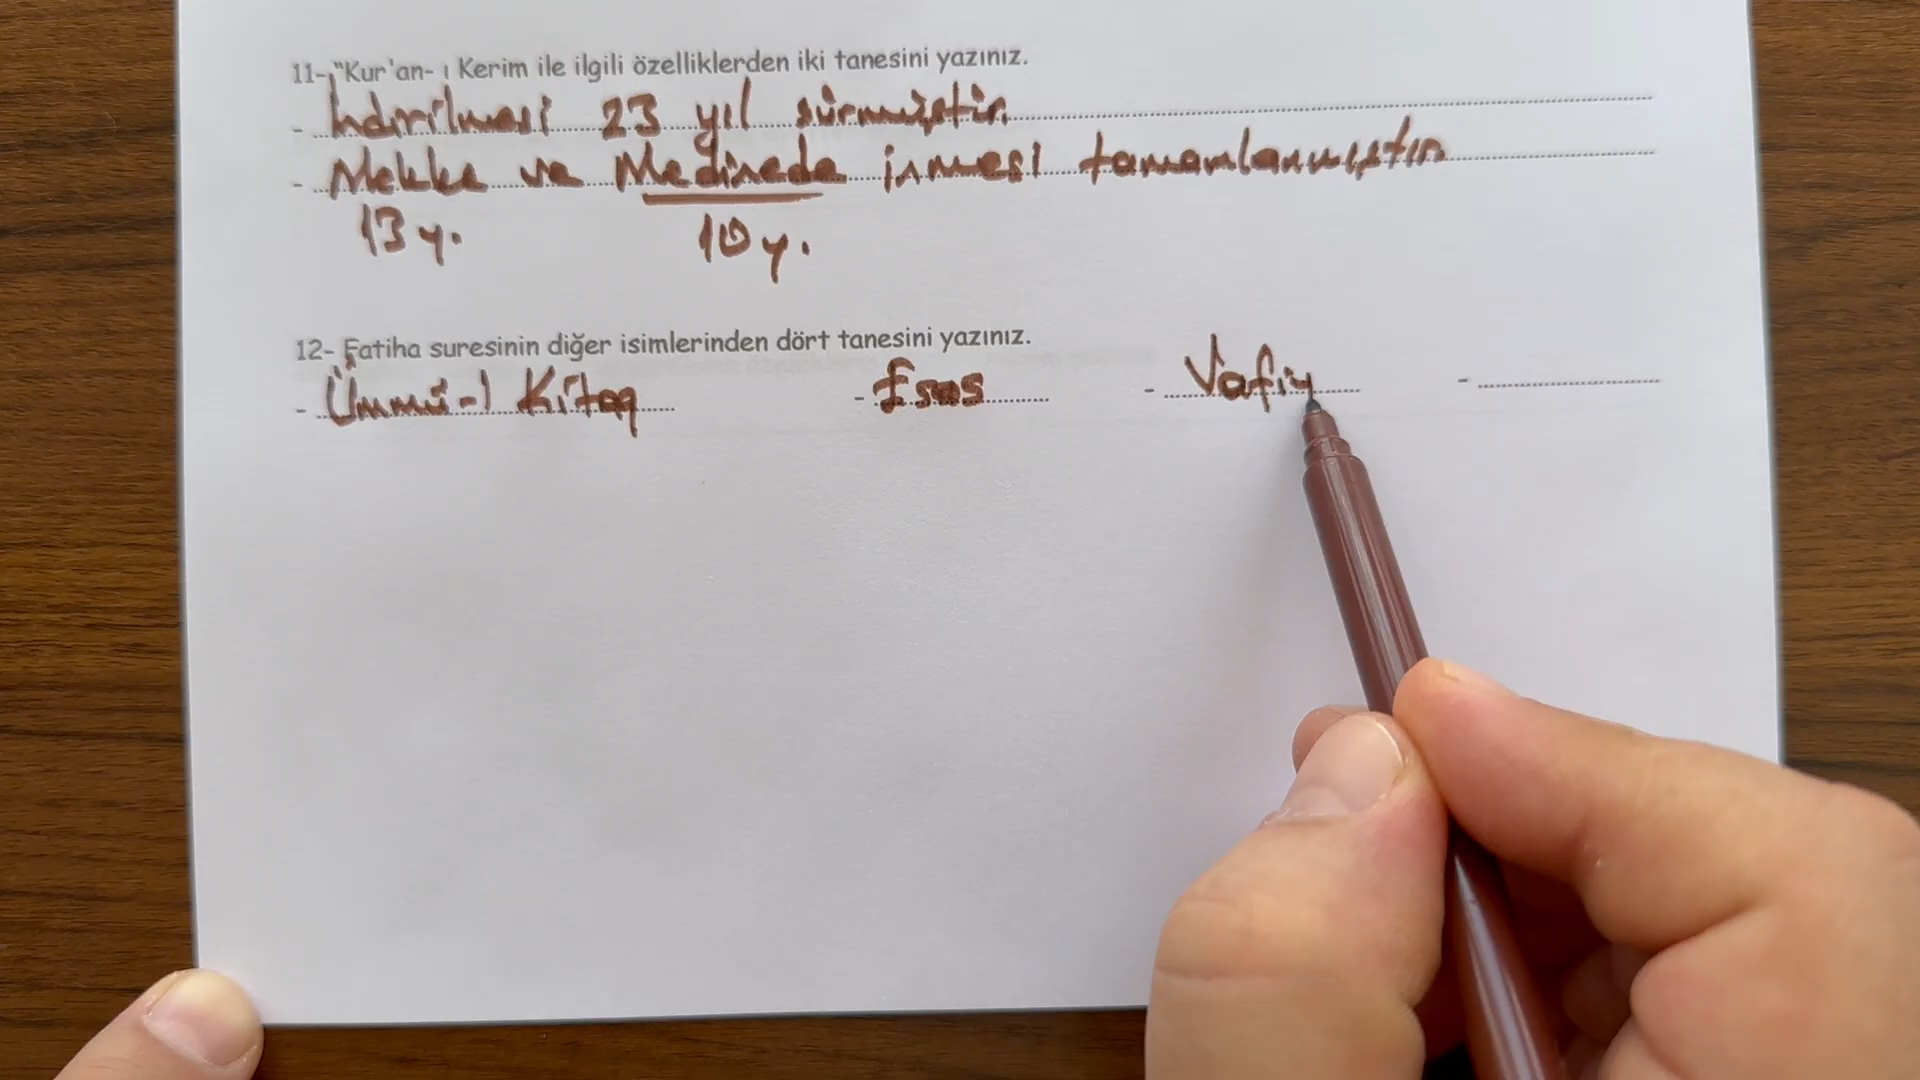 11- "Kur'an- ı Kerim ile ilgili özelliklerden iki tanesini yazınız.
- İndirilmesi 23 yıl sürmüştür
- Mekke ve Medinede inmesi tamamlanmıştır
13 y. 10 y.
12- Fatiha suresinin diğer isimlerinden dört tanesini yazınız.
- Ümmü-l Kitap - Esas - Vafiy -